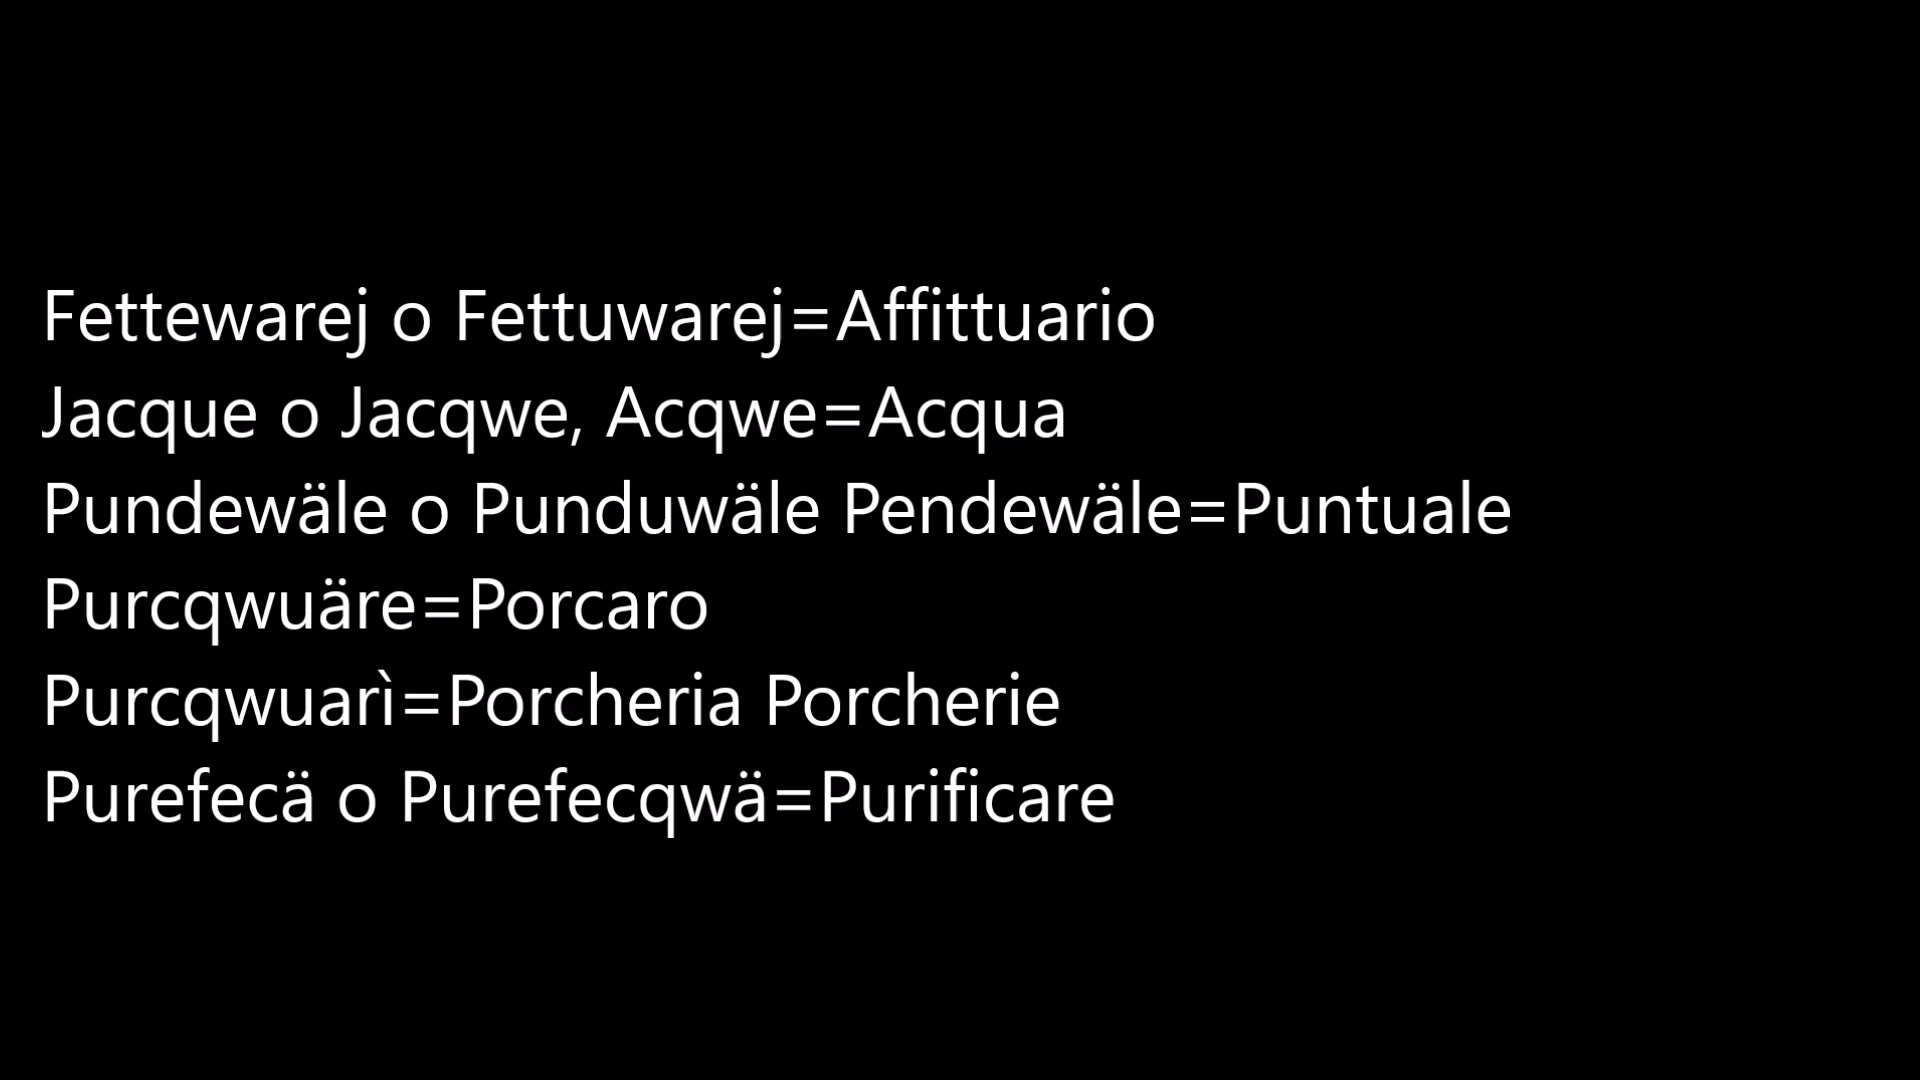 Fettewarej o Fettuwarej=Affittuario
Jacque o Jacqwe, Acqwe=Acqua
Pundewäle o Punduwäle Pendewäle=Puntuale
Purcqwuäre=Porcaro
Purcqwuarì=Porcheria Porcherie
Purefecä o Purefecqwä=Purificare